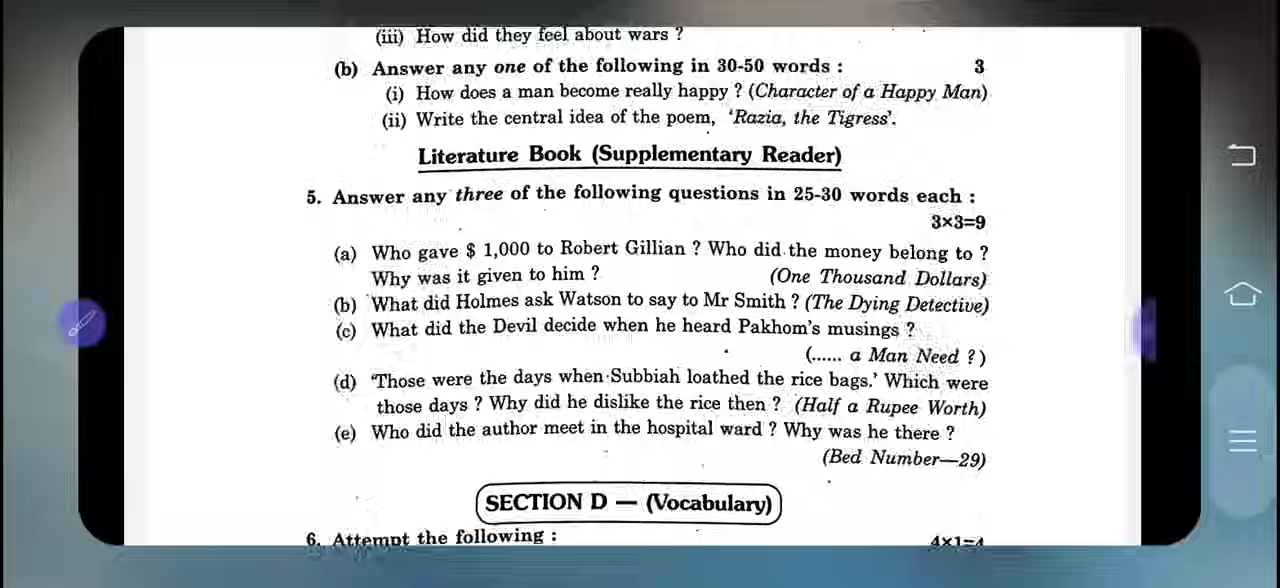 (iii) How did they feel about wars ?
(b) Answer any one of the following in 30-50 words : 3
(i) How does a man become really happy ? (Character of a Happy Man)
(ii) Write the central idea of the poem, 'Razia, the Tigress'.
Literature Book (Supplementary Reader)
5. Answer any three of the following questions in 25-30 words each :
3×3=9
(a) Who gave $ 1,000 to Robert Gillian ? Who did the money belong to ?
Why was it given to him ? (One Thousand Dollars)
(b) What did Holmes ask Watson to say to Mr Smith ? (The Dying Detective)
(c) What did the Devil decide when he heard Pakhom's musings ?
(...... a Man Need ?)
(d) 'Those were the days when Subbiah loathed the rice bags.' Which were
those days ? Why did he dislike the rice then ? (Half a Rupee Worth)
(e) Who did the author meet in the hospital ward ? Why was he there ?
(Bed Number—29)
SECTION D — (Vocabulary)
6. Attempt the following : 4×1=4